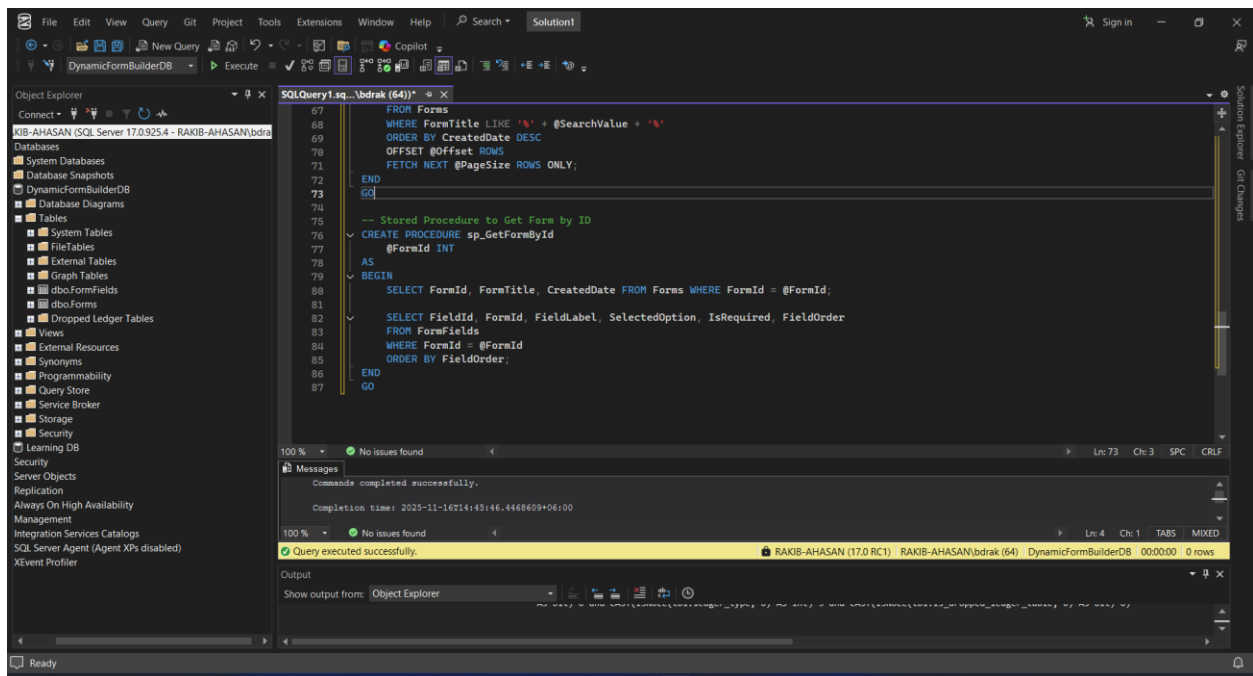 File Edit View Query Git Project Tools Extensions Window Help Search Solution1 Sign in
New Query Copilot
DynamicFormBuilderDB Execute
Object Explorer
Connect
.KIB-AHASAN (SQL Server 17.0.925.4 - RAKIB-AHASAN\bdra
Databases
System Databases
Database Snapshots
DynamicFormBuilderDB
Database Diagrams
Tables
System Tables
FileTables
External Tables
Graph Tables
dbo.FormFields
dbo.Forms
Dropped Ledger Tables
Views
External Resources
Synonyms
Programmability
Query Store
Service Broker
Storage
Security
Learning DB
Security
Server Objects
Replication
Always On High Availability
Management
Integration Services Catalogs
SQL Server Agent (Agent XPs disabled)
XEvent Profiler
SQLQuery1.sq...\bdrak (64))*
67 FROM Forms
68 WHERE FormTitle LIKE '%' + @SearchValue + '%'
69 ORDER BY CreatedDate DESC
70 OFFSET @Offset ROWS
71 FETCH NEXT @PageSize ROWS ONLY;
72 END
73 GO
74
75 -- Stored Procedure to Get Form by ID
76 CREATE PROCEDURE sp_GetFormById
77 @FormId INT
78 AS
79 BEGIN
80 SELECT FormId, FormTitle, CreatedDate FROM Forms WHERE FormId = @FormId;
81
82 SELECT FieldId, FormId, FieldLabel, SelectedOption, IsRequired, FieldOrder
83 FROM FormFields
84 WHERE FormId = @FormId
85 ORDER BY FieldOrder;
86 END
87 GO
100 % No issues found Ln: 73 Ch: 3 SPC CRLF
Messages
Commands completed successfully.
Completion time: 2025-11-16T14:45:46.4468609+06:00
100 % No issues found Ln: 4 Ch: 1 TABS MIXED
Query executed successfully. RAKIB-AHASAN (17.0 RC1) RAKIB-AHASAN\bdrak (64) DynamicFormBuilderDB 00:00:00 0 rows
Output
Show output from: Object Explorer
Solution Explorer
Git Changes
Ready